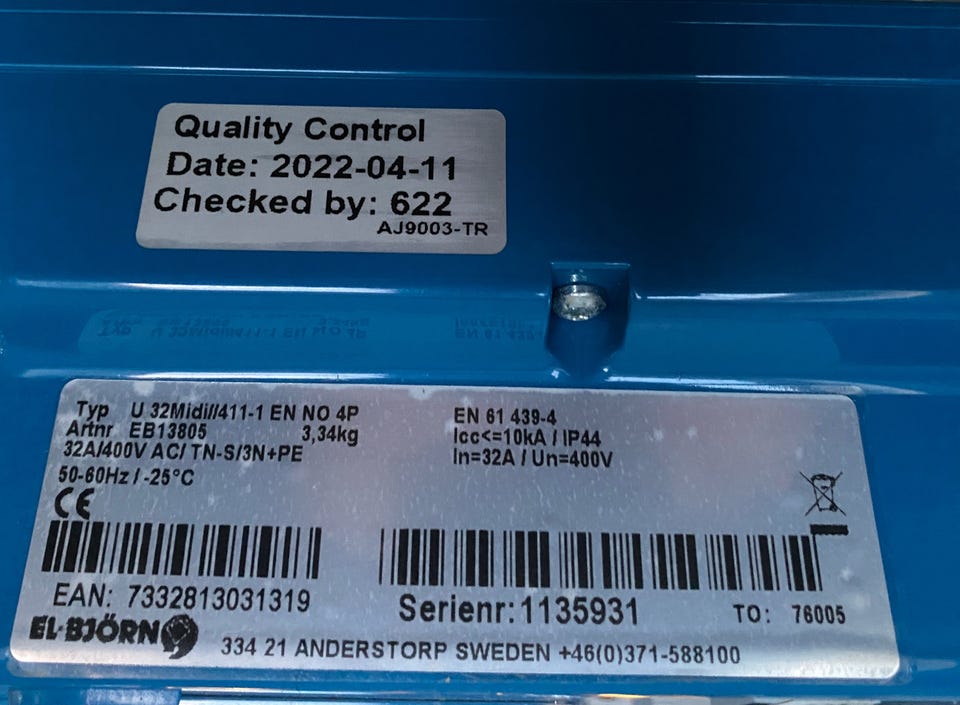 Quality Control
Date: 2022-04-11
Checked by: 622
AJ9003-TR
Typ U 32Midi//411-1 EN NO 4P
Artnr EB13805 3,34kg
32A/400V AC/ TN-S/3N+PE
50-60Hz / -25°C
EN 61 439-4
Icc<=10kA / IP44
In=32A / Un=400V
CE
EAN: 7332813031319
Serienr: 1135931
TO: 76005
EL-BJÖRN
334 21 ANDERSTORP SWEDEN +46(0)371-588100